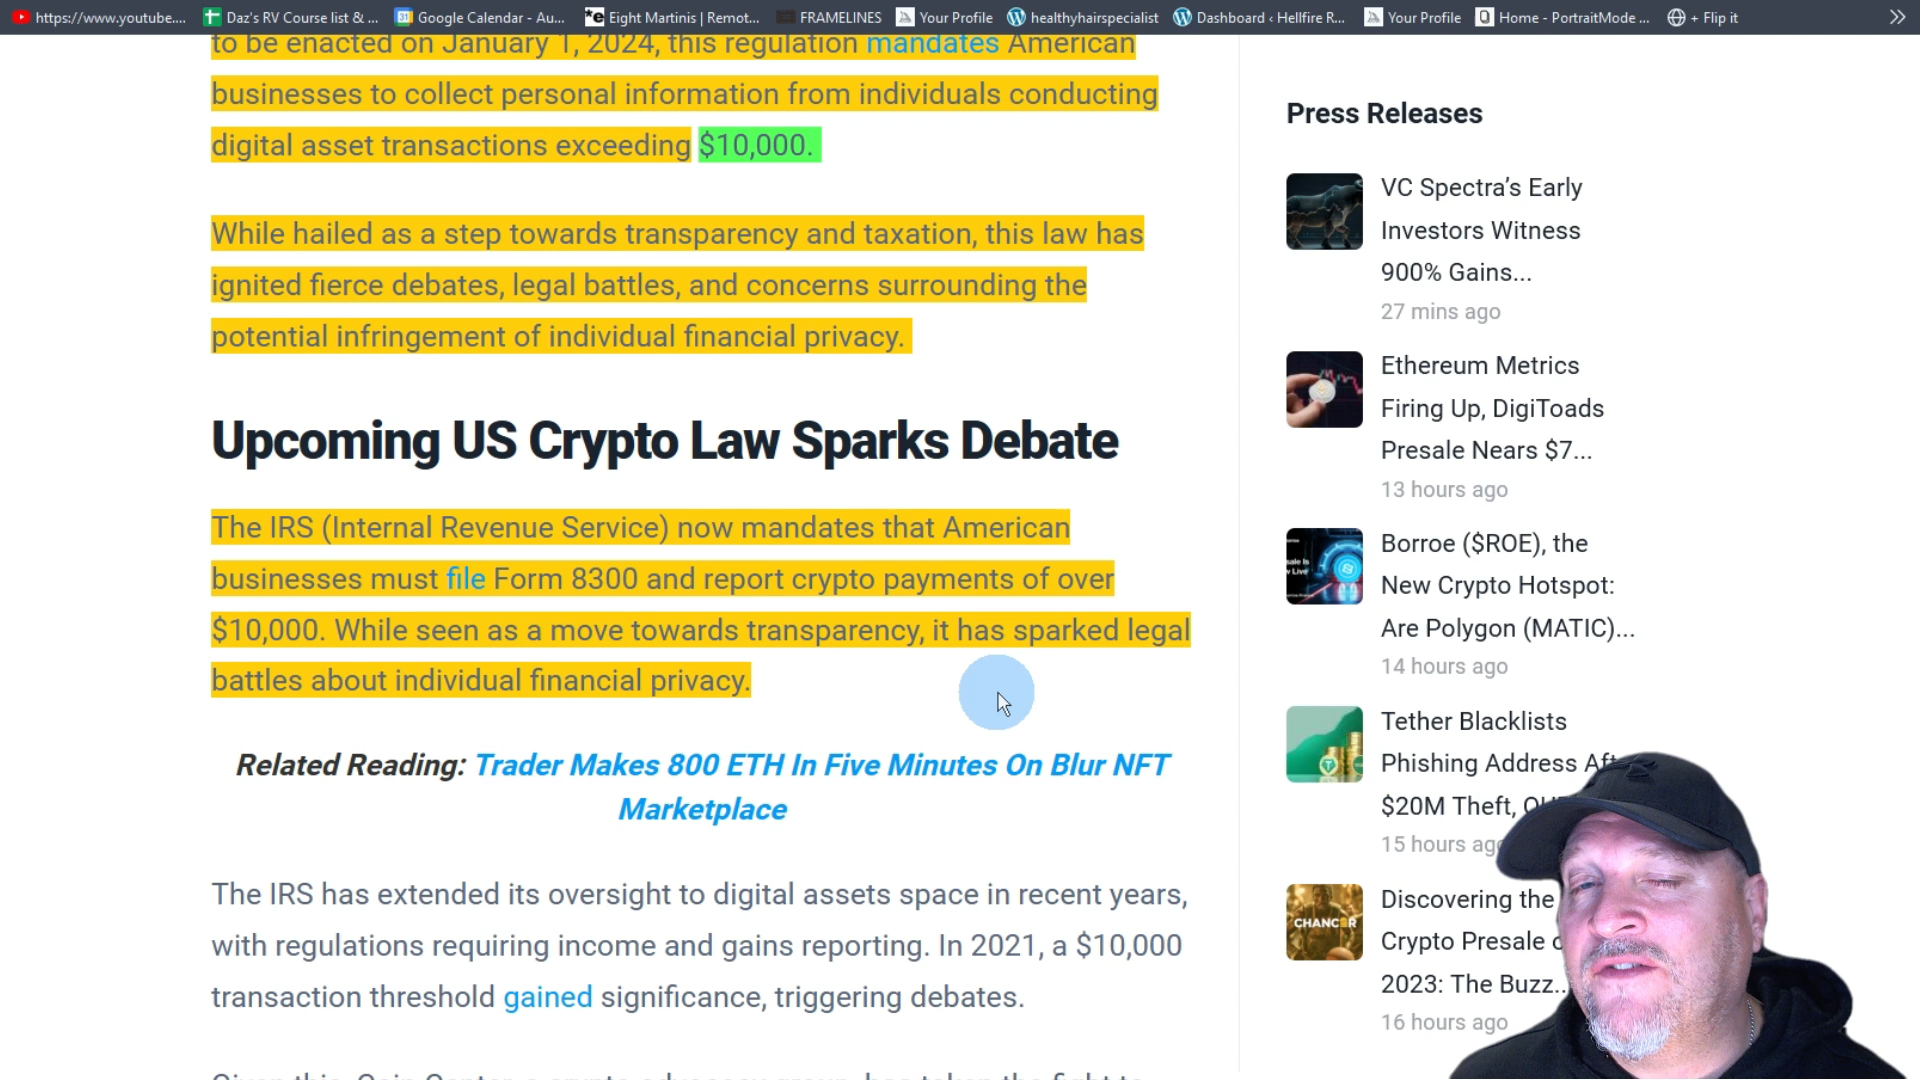 https://www.youtube.... Daz's RV Course list & ... Google Calendar - Au... Eight Martinis | Remot... FRAMELINES Your Profile healthyhairspecialist Dashboard ‹ Hellfire R... Your Profile Home - PortraitMode ... + Flip it
to be enacted on January 1, 2024, this regulation mandates American
businesses to collect personal information from individuals conducting
digital asset transactions exceeding $10,000.
While hailed as a step towards transparency and taxation, this law has
ignited fierce debates, legal battles, and concerns surrounding the
potential infringement of individual financial privacy.
Upcoming US Crypto Law Sparks Debate
The IRS (Internal Revenue Service) now mandates that American
businesses must file Form 8300 and report crypto payments of over
$10,000. While seen as a move towards transparency, it has sparked legal
battles about individual financial privacy.
Related Reading: Trader Makes 800 ETH In Five Minutes On Blur NFT
Marketplace
The IRS has extended its oversight to digital assets space in recent years,
with regulations requiring income and gains reporting. In 2021, a $10,000
transaction threshold gained significance, triggering debates.
Press Releases
VC Spectra’s Early
Investors Witness
900% Gains...
27 mins ago
Ethereum Metrics
Firing Up, DigiToads
Presale Nears $7...
13 hours ago
Borroe ($ROE), the
New Crypto Hotspot:
Are Polygon (MATIC)...
14 hours ago
Tether Blacklists
Phishing Address
$20M Theft,
15 hours ago
CHANCER
Discovering the
Crypto Presale
2023: The Buzz...
16 hours ago